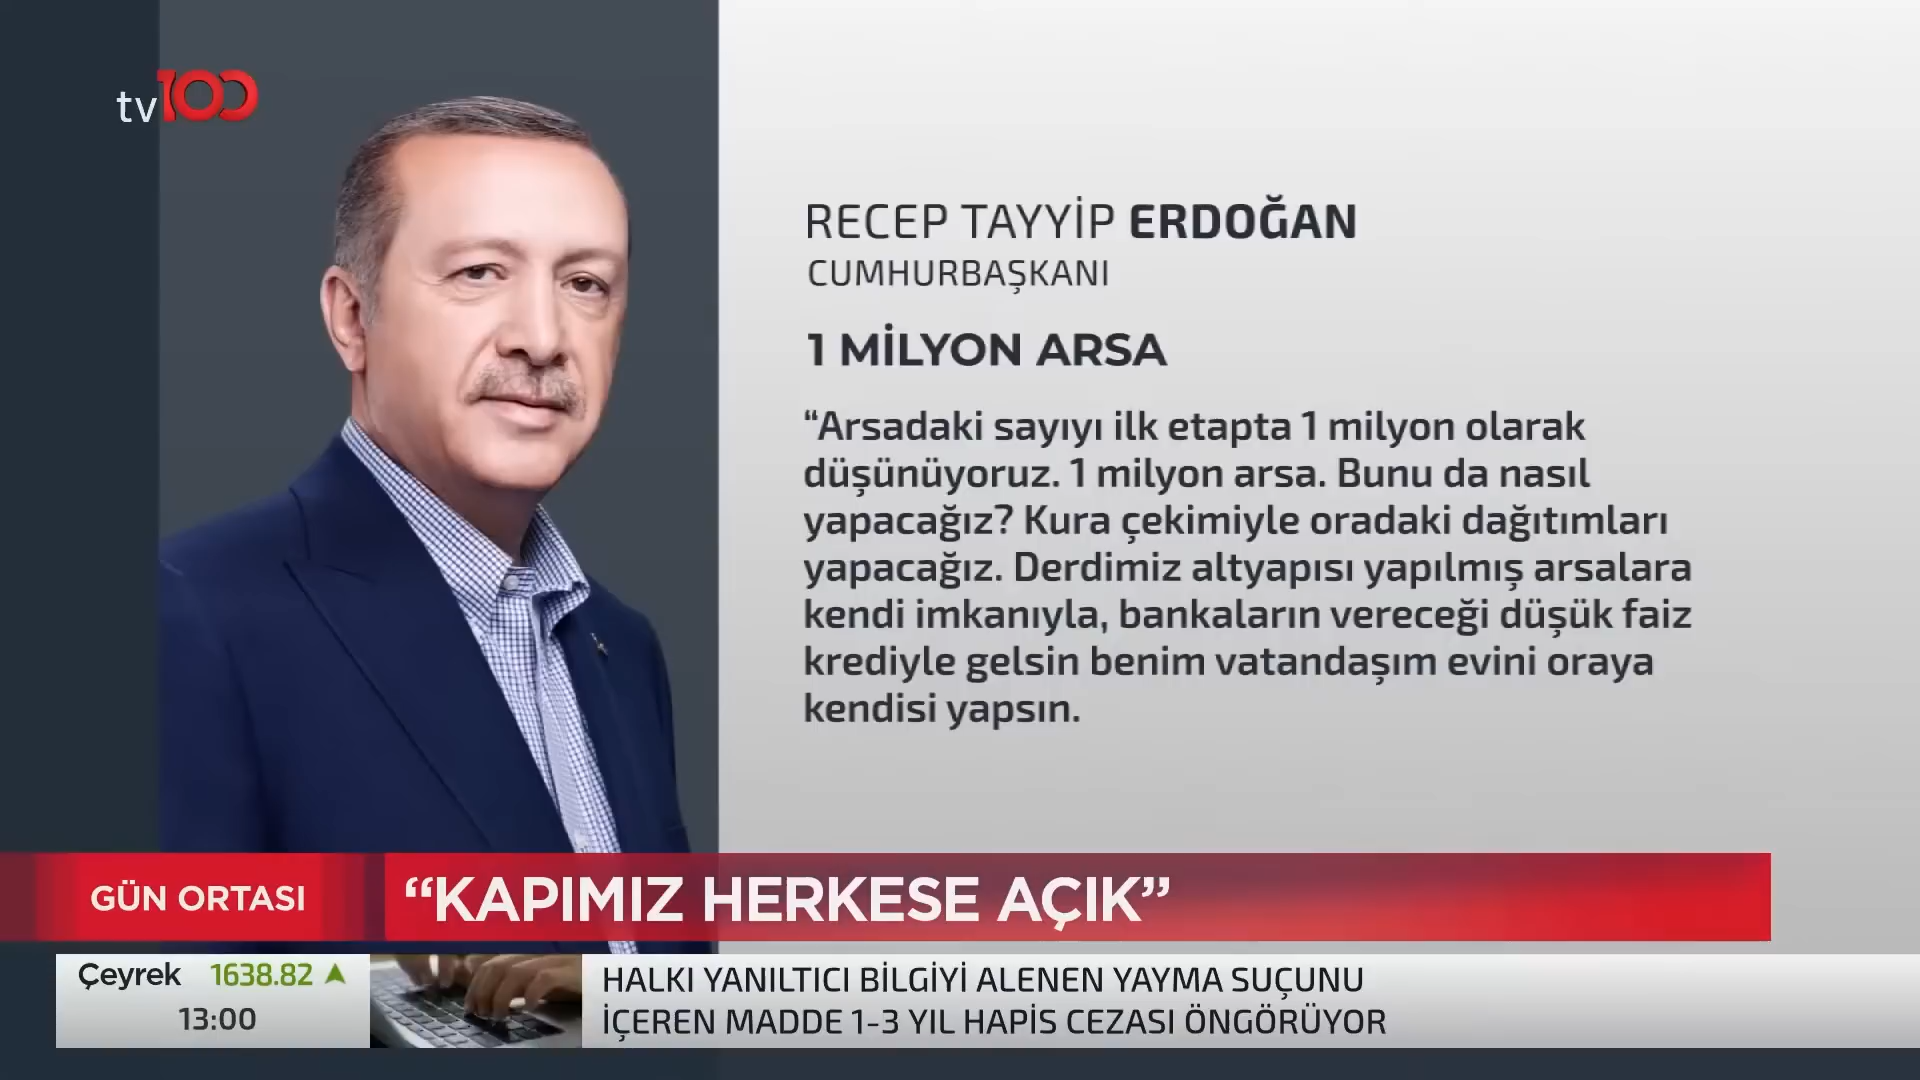 tv100
RECEP TAYYİP ERDOĞAN
CUMHURBAŞKANI
1 MİLYON ARSA
“Arsadaki sayıyı ilk etapta 1 milyon olarak
düşünüyoruz. 1 milyon arsa. Bunu da nasıl
yapacağız? Kura çekimiyle oradaki dağıtımları
yapacağız. Derdimiz altyapısı yapılmış arsalara
kendi imkanıyla, bankaların vereceği düşük faiz
krediyle gelsin benim vatandaşım evini oraya
kendisi yapsın.
GÜN ORTASI
“KAPIMIZ HERKESE AÇIK”
Çeyrek 1638.82
13:00
HALKI YANILTICI BİLGİYİ ALENEN YAYMA SUÇUNU
İÇEREN MADDE 1-3 YIL HAPİS CEZASI ÖNGÖRÜYOR